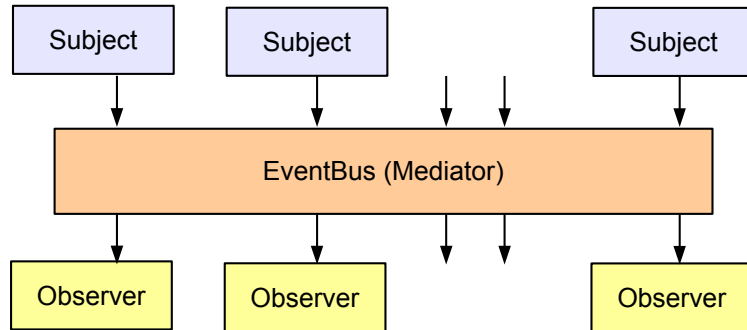 Subject
Subject
Subject
EventBus (Mediator)
Observer
Observer
Observer